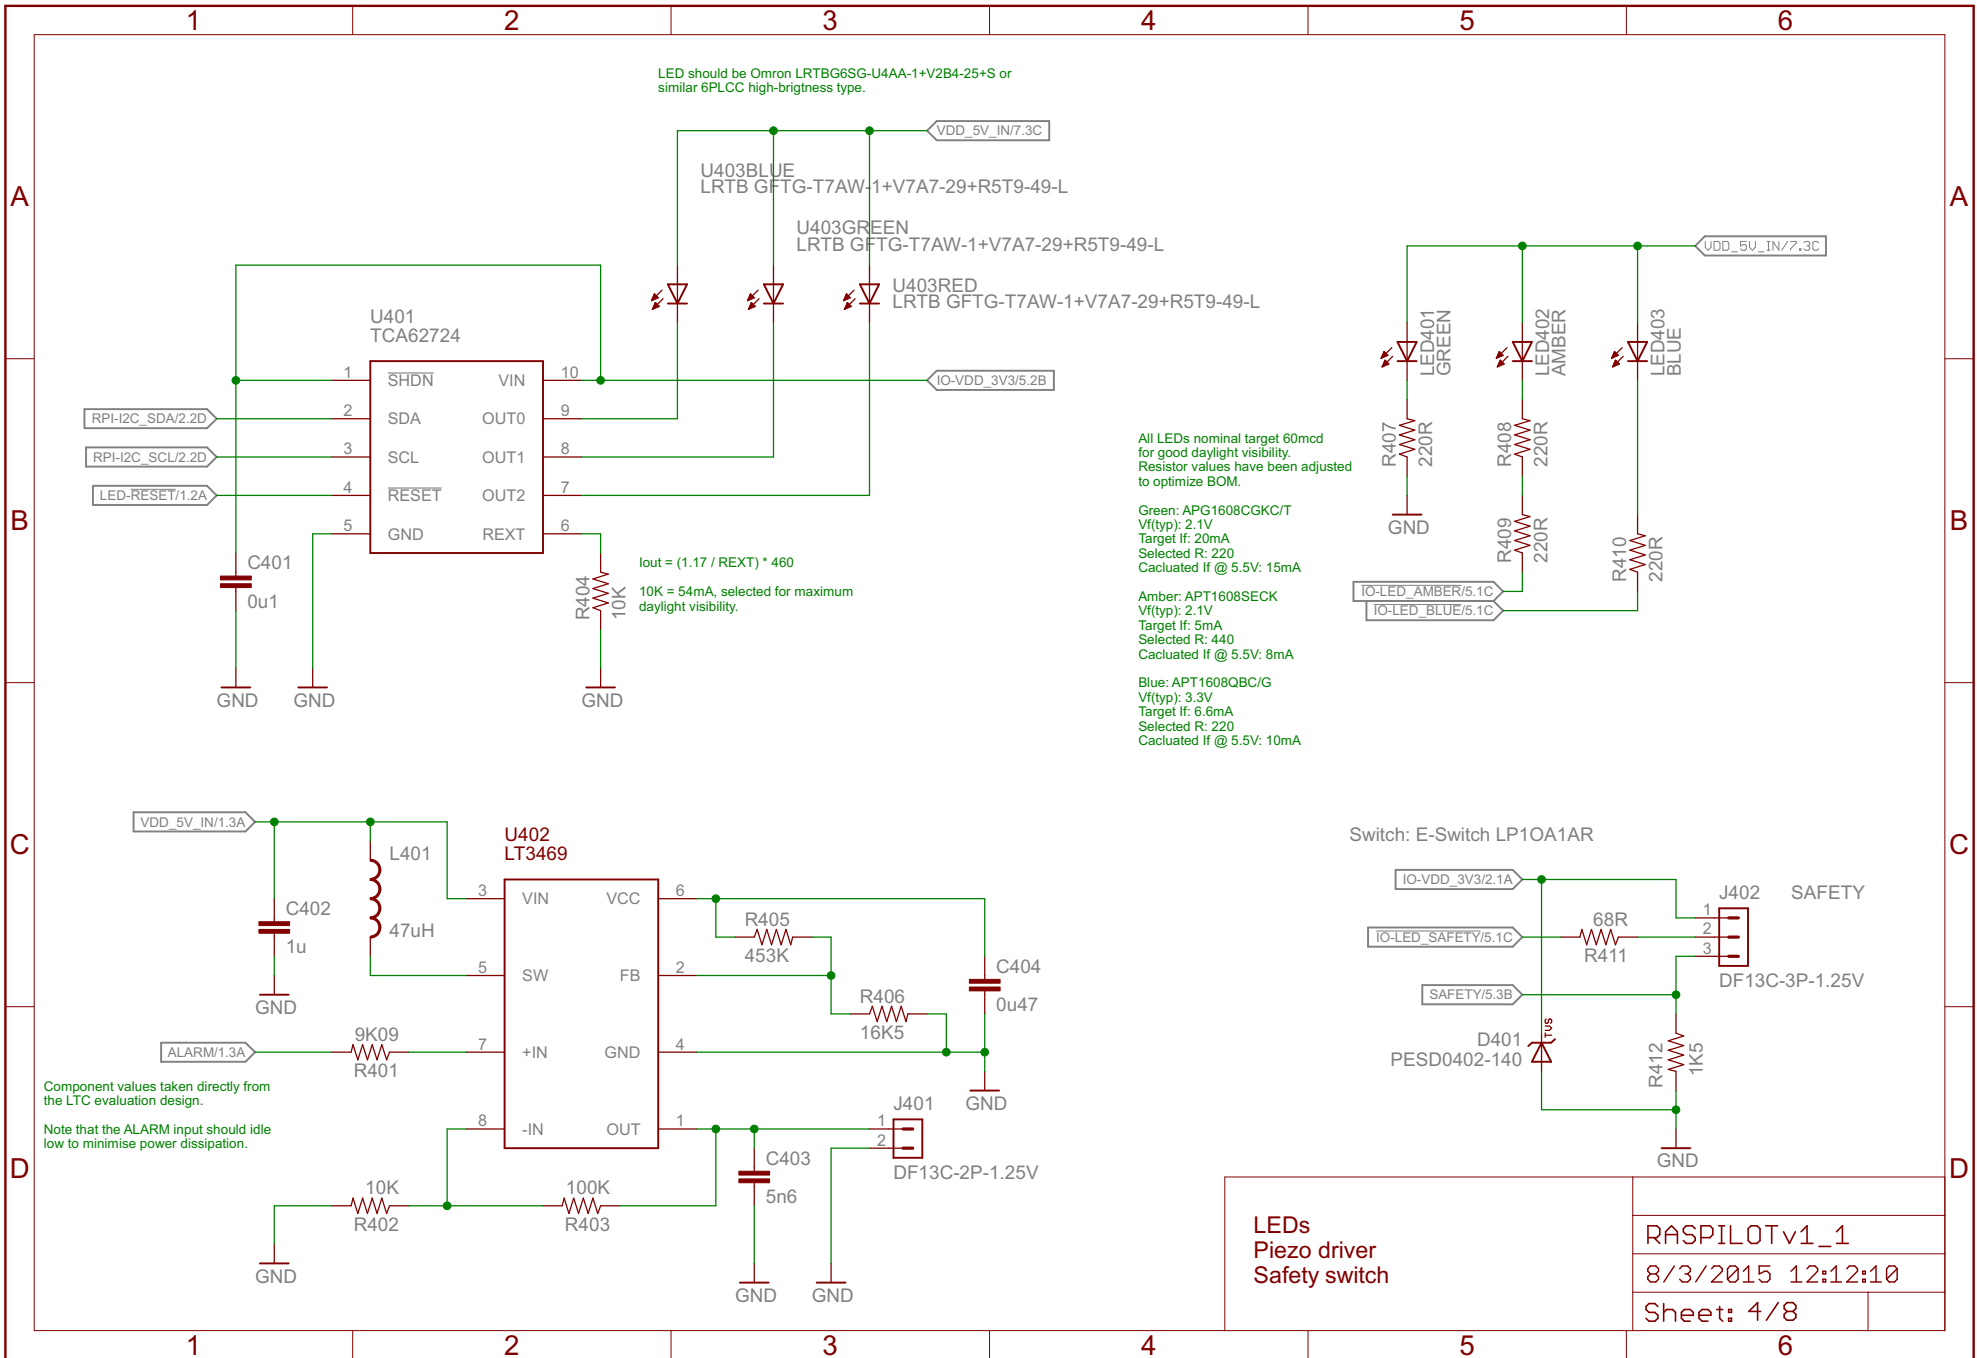 1 2 3 4 5 6
A A
B B
C C
D D
1 2 3 4 5 6
LED should be Omron LRTBG6SG-U4AA-1+V2B4-25+S or
similar 6PLCC high-brigtness type.
VDD_5V_IN/7.3C
U403BLUE
LRTB GFTG-T7AW-1+V7A7-29+R5T9-49-L
U403GREEN
LRTB GFTG-T7AW-1+V7A7-29+R5T9-49-L
U403RED
LRTB GFTG-T7AW-1+V7A7-29+R5T9-49-L
U401
TCA62724
1 SHDN VIN 10
2 SDA OUT0 9
3 SCL OUT1 8
4 RESET OUT2 7
5 GND REXT 6
IO-VDD_3V3/5.2B
RPI-I2C_SDA/2.2D
RPI-I2C_SCL/2.2D
LED-RESET/1.2A
C401
0u1
R404
10K
Iout = (1.17 / REXT) * 460
10K = 54mA, selected for maximum
daylight visibility.
GND
GND
GND
VDD_5V_IN/7.3C
LED401
GREEN
LED402
AMBER
LED403
BLUE
R407
220R
R408
220R
GND
R409
220R
R410
220R
IO-LED_AMBER/5.1C
IO-LED_BLUE/5.1C
All LEDs nominal target 60mcd
for good daylight visibility.
Resistor values have been adjusted
to optimize BOM.
Green: APG1608CGKC/T
Vf(typ): 2.1V
Target If: 20mA
Selected R: 220
Cacluated If @ 5.5V: 15mA
Amber: APT1608SECK
Vf(typ): 2.1V
Target If: 5mA
Selected R: 440
Cacluated If @ 5.5V: 8mA
Blue: APT1608QBC/G
Vf(typ): 3.3V
Target If: 6.6mA
Selected R: 220
Cacluated If @ 5.5V: 10mA
VDD_5V_IN/1.3A
L401
47uH
C402
1u
GND
U402
LT3469
3 VIN VCC 6
5 SW FB 2
7 +IN GND 4
8 -IN OUT 1
R405
453K
R406
16K5
C404
0u47
GND
ALARM/1.3A
9K09
R401
Component values taken directly from
the LTC evaluation design.
Note that the ALARM input should idle
low to minimise power dissipation.
10K
R402
100K
R403
GND
C403
5n6
GND
J401
1
2
DF13C-2P-1.25V
GND
Switch: E-Switch LP1OA1AR
IO-VDD_3V3/2.1A
IO-LED_SAFETY/5.1C
SAFETY/5.3B
68R
R411
J402 SAFETY
1
2
3
DF13C-3P-1.25V
TVS
D401
PESD0402-140
R412
1K5
GND
LEDs
Piezo driver
Safety switch
RASPILOTv1_1
8/3/2015 12:12:10
Sheet: 4/8